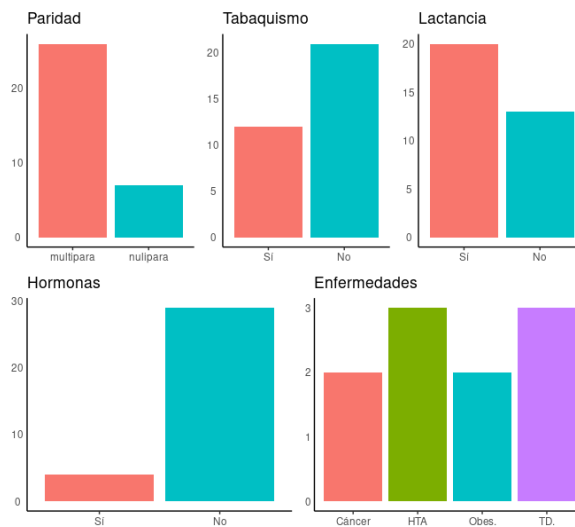 Paridad
20
10
0
multipara nulipara
Tabaquismo
20
15
10
5
0
Sí No
Lactancia
20
15
10
5
0
Sí No
Hormonas
30
20
10
0
Sí No
Enfermedades
3
2
1
0
Cáncer HTA Obes. TD.